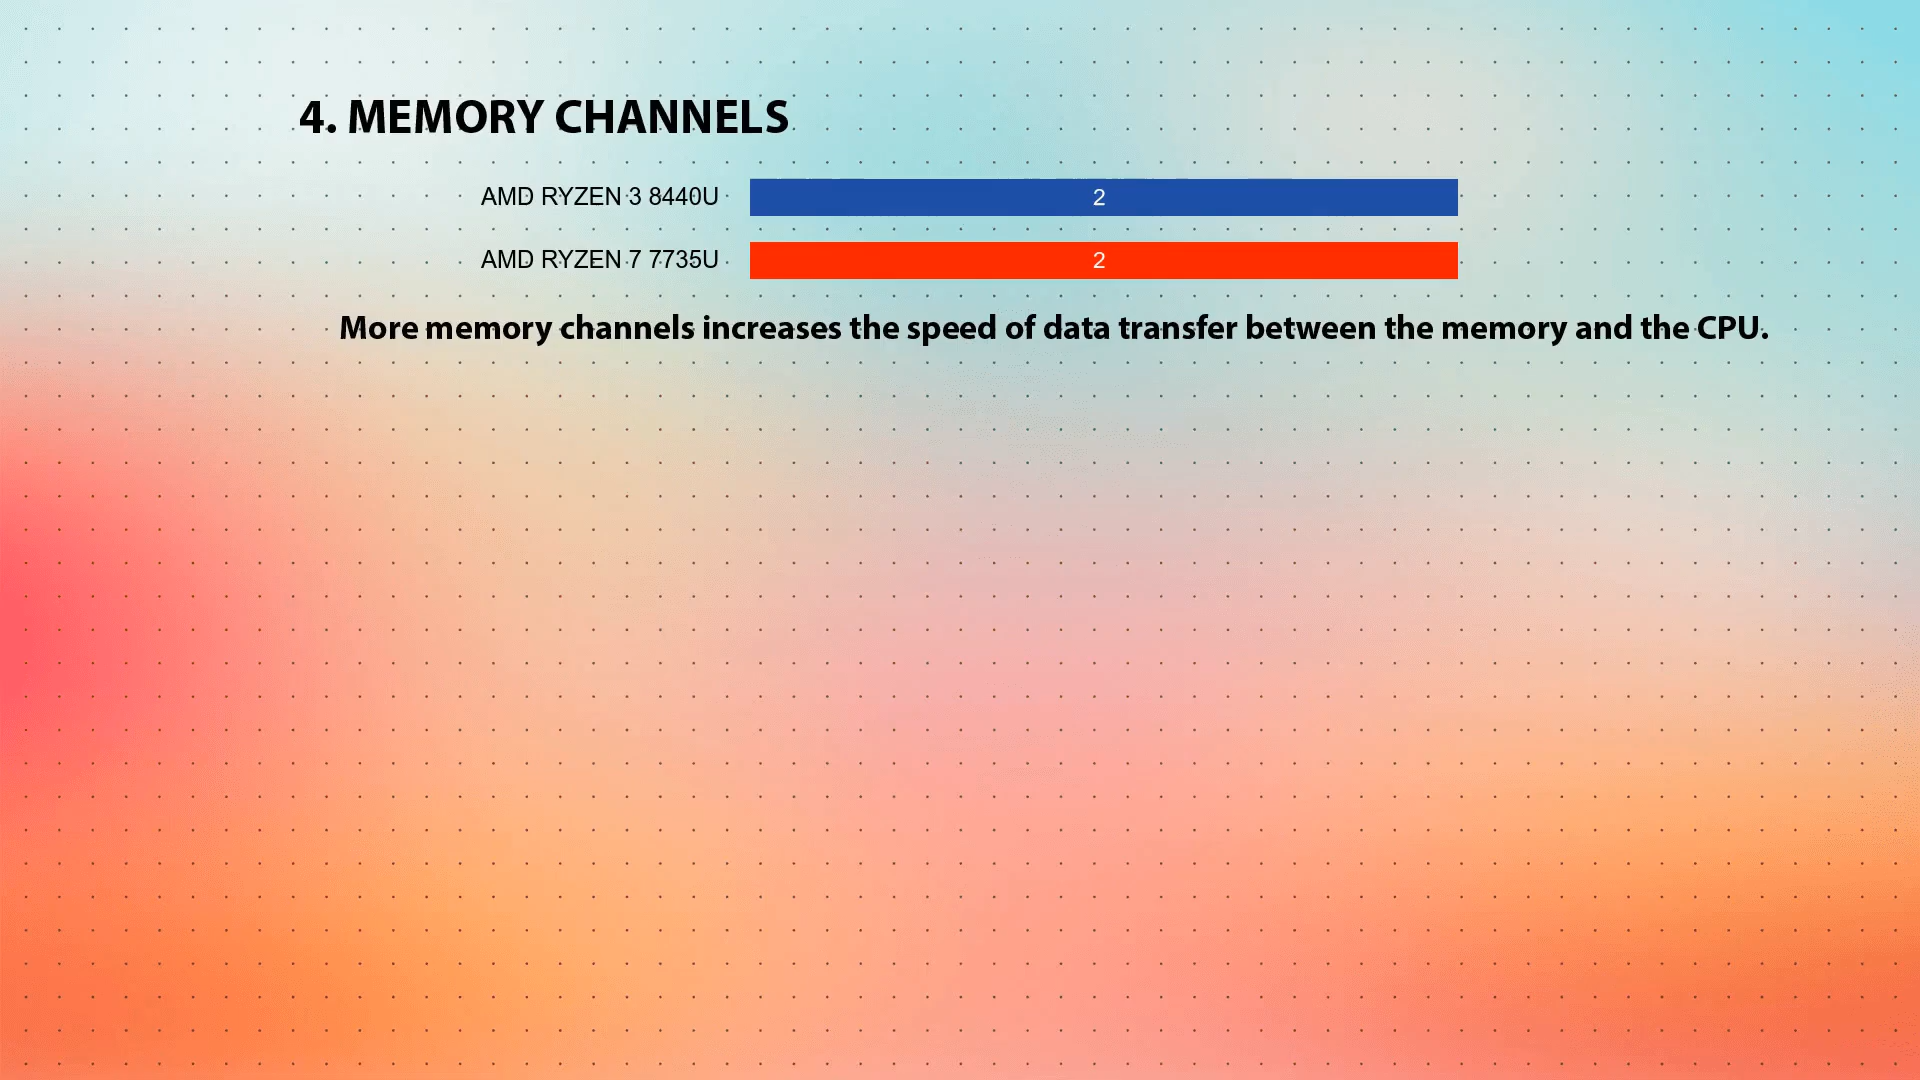 4. MEMORY CHANNELS
AMD RYZEN 3 8440U
2
AMD RYZEN 7 7735U
2
More memory channels increases the speed of data transfer between the memory and the CPU.